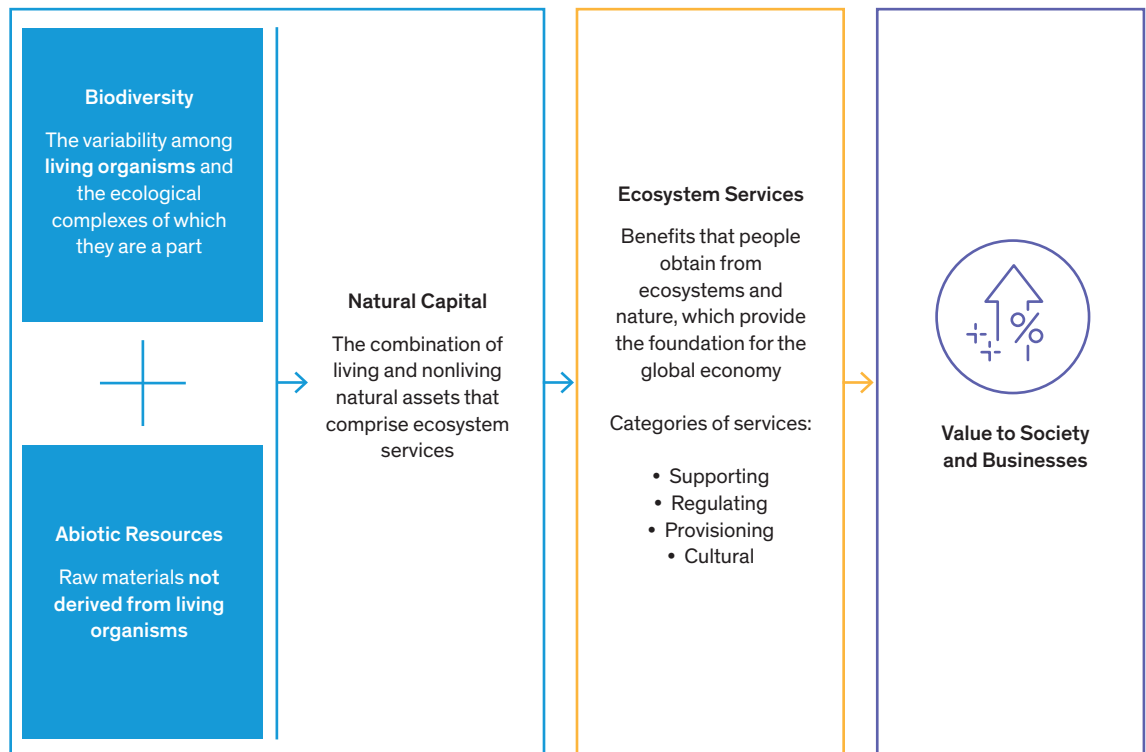 Biodiversity
The variability among
living organisms and
the ecological
complexes of which
they are a part
Abiotic Resources
Raw materials not
derived from living
organisms
Natural Capital
The combination of
living and nonliving
natural assets that
comprise ecosystem
services
Ecosystem Services
Benefits that people
obtain from
ecosystems and
nature, which provide
the foundation for the
global economy
Categories of services:
• Supporting
• Regulating
• Provisioning
• Cultural
%
Value to Society
and Businesses